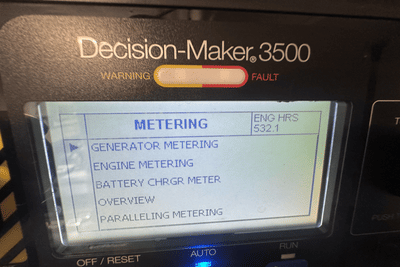 Decision-Maker® 3500
WARNING FAULT
METERING
ENG HRS
532.1
GENERATOR METERING
ENGINE METERING
BATTERY CHRGR METER
OVERVIEW
PARALLELING METERING
OFF / RESET AUTO RUN